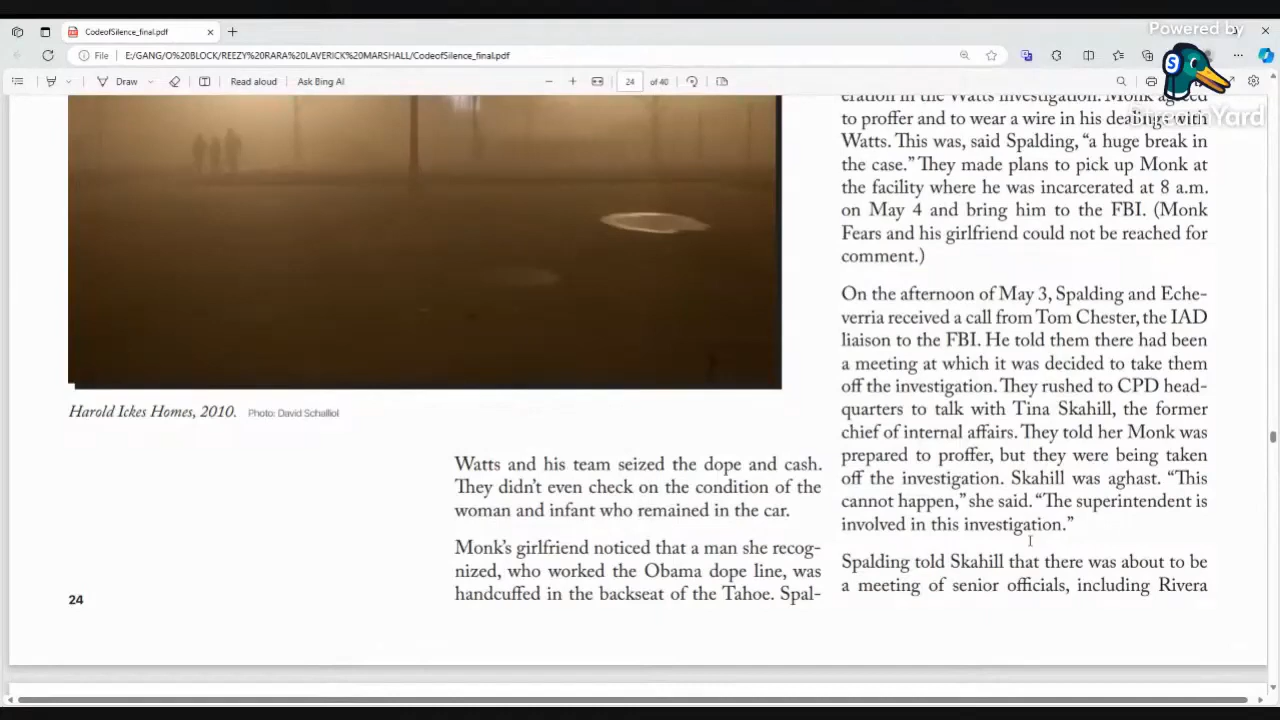 Powered by
StreamYard
CodeofSilence_final.pdf
File
E:/GANG/O%20BLOCK/REEZY%20RARA%20LAVERICK%20MARSHALL/CodeofSilence_final.pdf
Draw
Read aloud
Ask Bing AI
24
of 40
Harold Ickes Homes, 2010.
Photo: David Schalliol
Watts and his team seized the dope and cash.
They didn’t even check on the condition of the
woman and infant who remained in the car.
Monk’s girlfriend noticed that a man she recog-
nized, who worked the Obama dope line, was
handcuffed in the backseat of the Tahoe. Spal-
24
eration in the Watts investigation. Monk agreed
to proffer and to wear a wire in his dealings with
Watts. This was, said Spalding, “a huge break in
the case.” They made plans to pick up Monk at
the facility where he was incarcerated at 8 a.m.
on May 4 and bring him to the FBI. (Monk
Fears and his girlfriend could not be reached for
comment.)
On the afternoon of May 3, Spalding and Eche-
verria received a call from Tom Chester, the IAD
liaison to the FBI. He told them there had been
a meeting at which it was decided to take them
off the investigation. They rushed to CPD head-
quarters to talk with Tina Skahill, the former
chief of internal affairs. They told her Monk was
prepared to proffer, but they were being taken
off the investigation. Skahill was aghast. “This
cannot happen,” she said. “The superintendent is
involved in this investigation.”
Spalding told Skahill that there was about to be
a meeting of senior officials, including Rivera